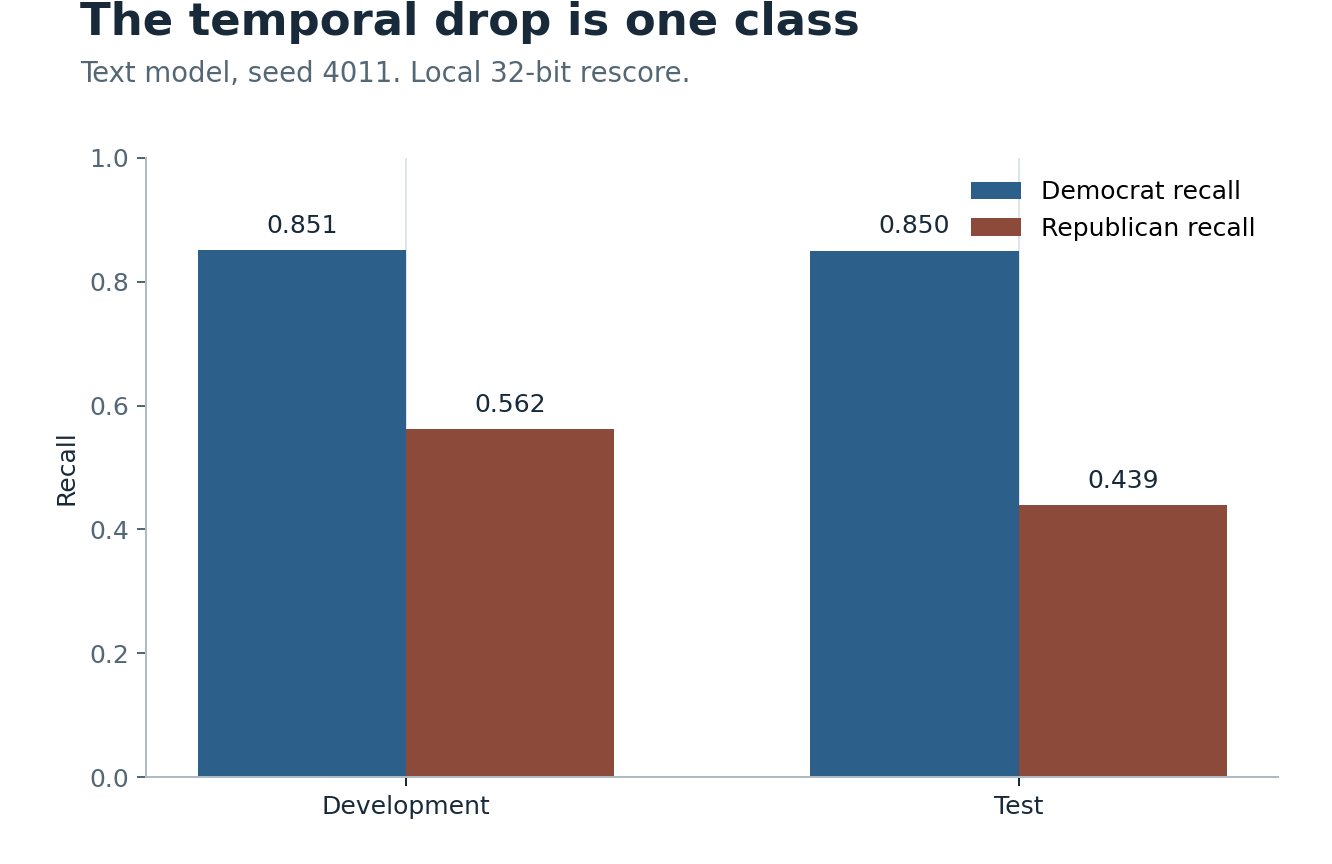 The temporal drop is one class
Text model, seed 4011. Local 32-bit rescore.
1.0
0.8
0.6
0.4
0.2
0.0
Recall
0.851
0.562
0.850
0.439
Democrat recall
Republican recall
Development
Test